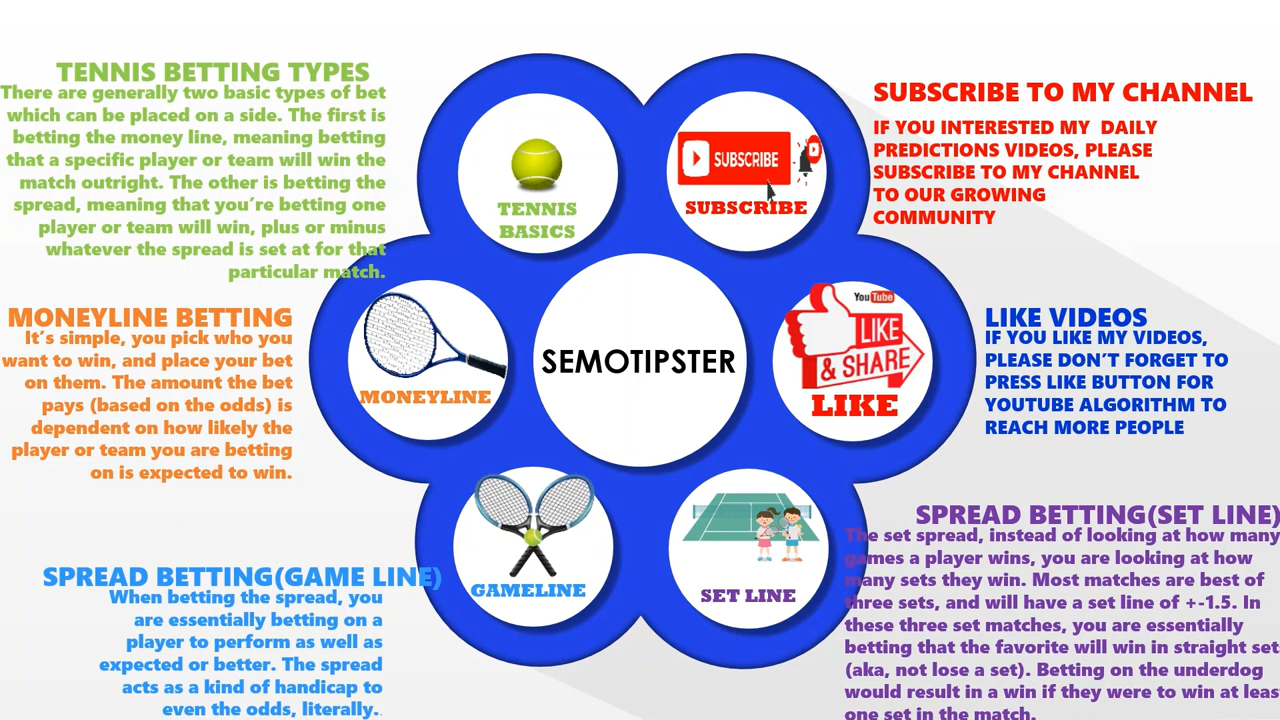 TENNIS BETTING TYPES
There are generally two basic types of bet
which can be placed on a side. The first is
betting the money line, meaning betting
that a specific player or team will win the
match outright. The other is betting the
spread, meaning that you’re betting one
player or team will win, plus or minus
whatever the spread is set at for that
particular match.
MONEYLINE BETTING
It’s simple, you pick who you
want to win, and place your bet
on them. The amount the bet
pays (based on the odds) is
dependent on how likely the
player or team you are betting
on is expected to win.
SPREAD BETTING(GAME LINE)
When betting the spread, you
are essentially betting on a
player to perform as well as
expected or better. The spread
acts as a kind of handicap to
even the odds, literally..
TENNIS
BASICS
SUBSCRIBE
SUBSCRIBE
MONEYLINE
SEMOTIPSTER
You Tube
LIKE
& SHARE
LIKE
GAMELINE
SET LINE
SUBSCRIBE TO MY CHANNEL
IF YOU INTERESTED MY DAILY
PREDICTIONS VIDEOS, PLEASE
SUBSCRIBE TO MY CHANNEL
TO OUR GROWING
COMMUNITY
LIKE VIDEOS
IF YOU LIKE MY VIDEOS,
PLEASE DON’T FORGET TO
PRESS LIKE BUTTON FOR
YOUTUBE ALGORITHM TO
REACH MORE PEOPLE
SPREAD BETTING(SET LINE)
The set spread, instead of looking at how many
games a player wins, you are looking at how
many sets they win. Most matches are best of
three sets, and will have a set line of +-1.5. In
these three set matches, you are essentially
betting that the favorite will win in straight set
(aka, not lose a set). Betting on the underdog
would result in a win if they were to win at leas
one set in the match.